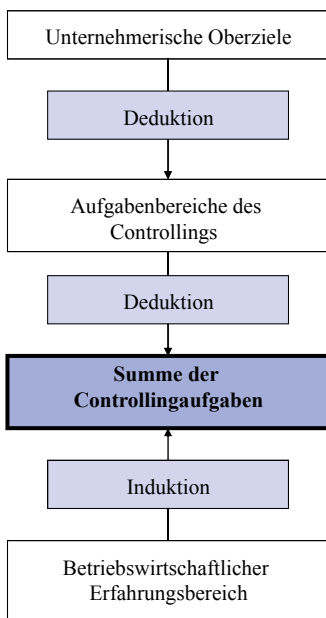 Unternehmerische Oberziele
Deduktion
Aufgabenbereiche des
Controllings
Deduktion
Summe der
Controllingaufgaben
Induktion
Betriebswirtschaftlicher
Erfahrungsbereich